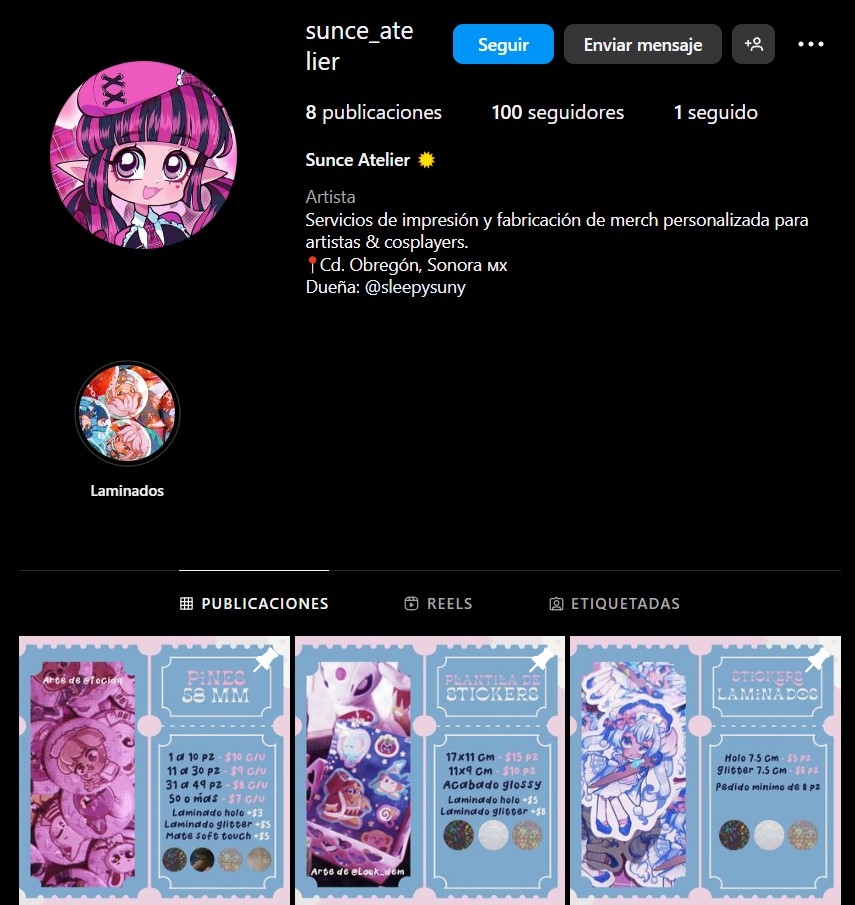 sunce_ate
lier
Seguir
Enviar mensaje
8 publicaciones
100 seguidores
1 seguido
Sunce Atelier
Artista
Servicios de impresión y fabricación de merch personalizada para
artistas & cosplayers.
📍Cd. Obregón, Sonora MX
Dueña: @sleepysuny
Laminados
PUBLICACIONES
REELS
ETIQUETADAS
Arte de @Tocida
PINES
58 MM
1 a 10 pz - $10 c/u
11 a 30 pz - $9 c/u
31 a 49 pz - $8 c/u
50 o más - $7 c/u
Laminado holo +$3
Laminado glitter +$5
Mate soft touch +$5
Arte de @Look_dem
PLANTILA DE
STICKERS
17x11 cm - $15 pz
11x9 cm - $10 pz
Acabado glossy
Laminado holo +$5
Laminado glitter +$8
STICKERS
LAMINADOS
Holo 7.5 cm - $5 pz
glitter 7.5 cm - $8 pz
Pedido minimo de 8 pz